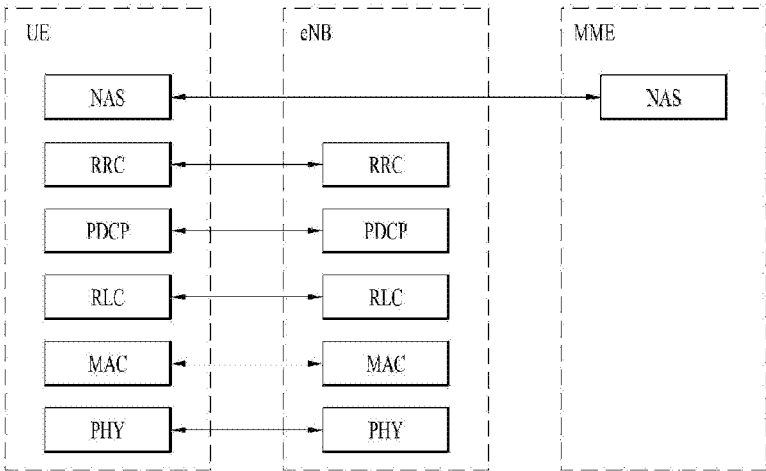 UE eNB MME
NAS NAS
RRC RRC
PDCP PDCP
RLC RLC
MAC MAC
PHY PHY